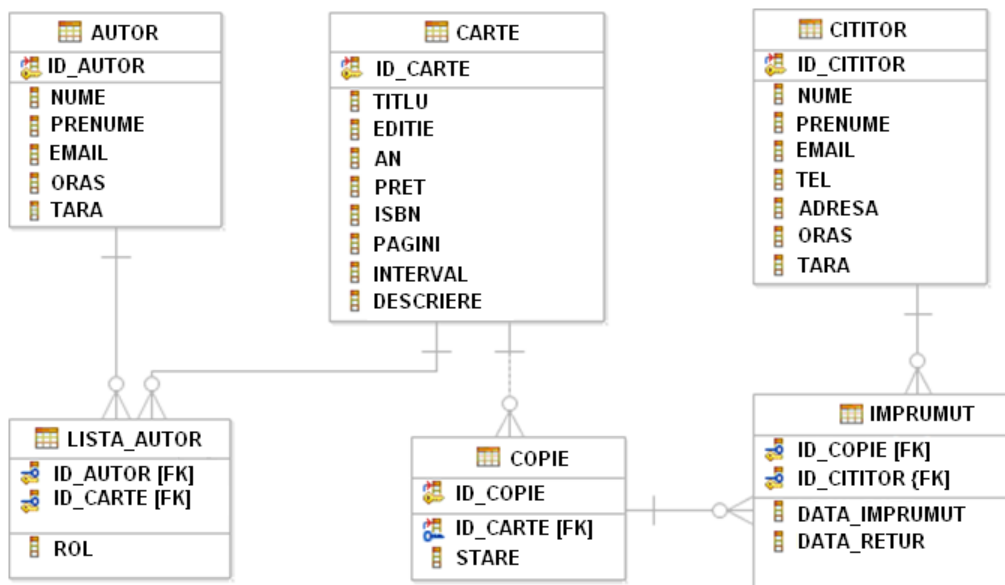 AUTOR
ID_AUTOR
NUME
PRENUME
EMAIL
ORAS
TARA
CARTE
ID_CARTE
TITLU
EDITIE
AN
PRET
ISBN
PAGINI
INTERVAL
DESCRIERE
CITITOR
ID_CITITOR
NUME
PRENUME
EMAIL
TEL
ADRESA
ORAS
TARA
LISTA_AUTOR
ID_AUTOR [FK]
ID_CARTE [FK]
ROL
COPIE
ID_COPIE
ID_CARTE [FK]
STARE
IMPRUMUT
ID_COPIE [FK]
ID_CITITOR {FK]
DATA_IMPRUMUT
DATA_RETUR